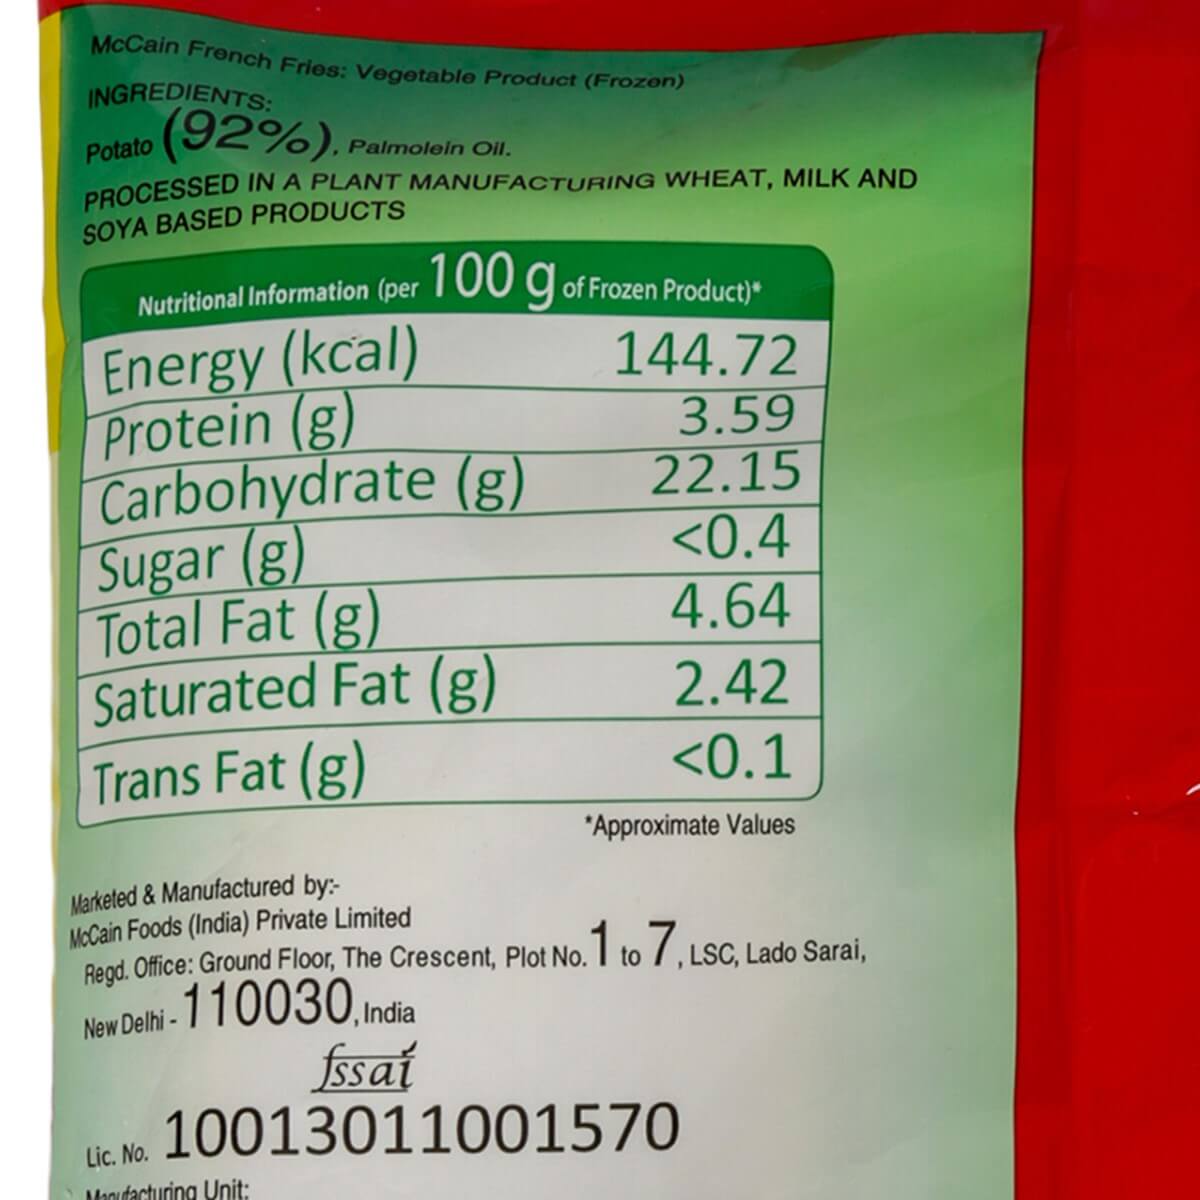 McCain French Fries: Vegetable Product (Frozen)
INGREDIENTS:
Potato (92%), Palmolein Oil.
PROCESSED IN A PLANT MANUFACTURING WHEAT, MILK AND
SOYA BASED PRODUCTS
Nutritional Information (per 100 g of Frozen Product)*
Energy (kcal) 144.72
Protein (g) 3.59
Carbohydrate (g) 22.15
Sugar (g) <0.4
Total Fat (g) 4.64
Saturated Fat (g) 2.42
Trans Fat (g) <0.1
*Approximate Values
Marketed & Manufactured by:-
McCain Foods (India) Private Limited
Regd. Office: Ground Floor, The Crescent, Plot No. 1 to 7, LSC, Lado Sarai,
New Delhi - 110030, India
fssai
Lic. No. 10013011001570
Manufacturing Unit: